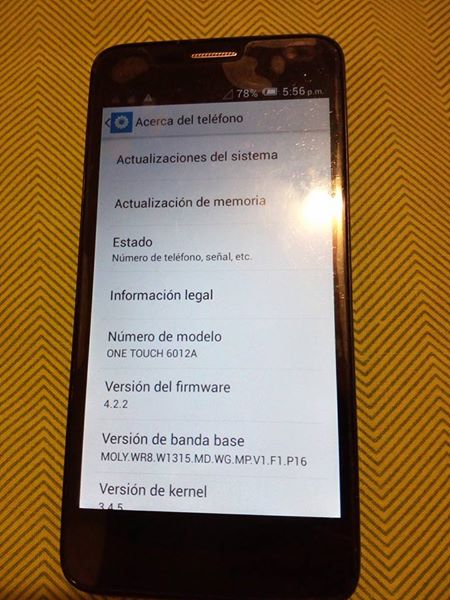 78% 5:56 p.m.
Acerca del teléfono
Actualizaciones del sistema
Actualización de memoria
Estado
Número de teléfono, señal, etc.
Información legal
Número de modelo
ONE TOUCH 6012A
Versión del firmware
4.2.2
Versión de banda base
MOLY.WR8.W1315.MD.WG.MP.V1.F1.P16
Versión de kernel
3.4.5